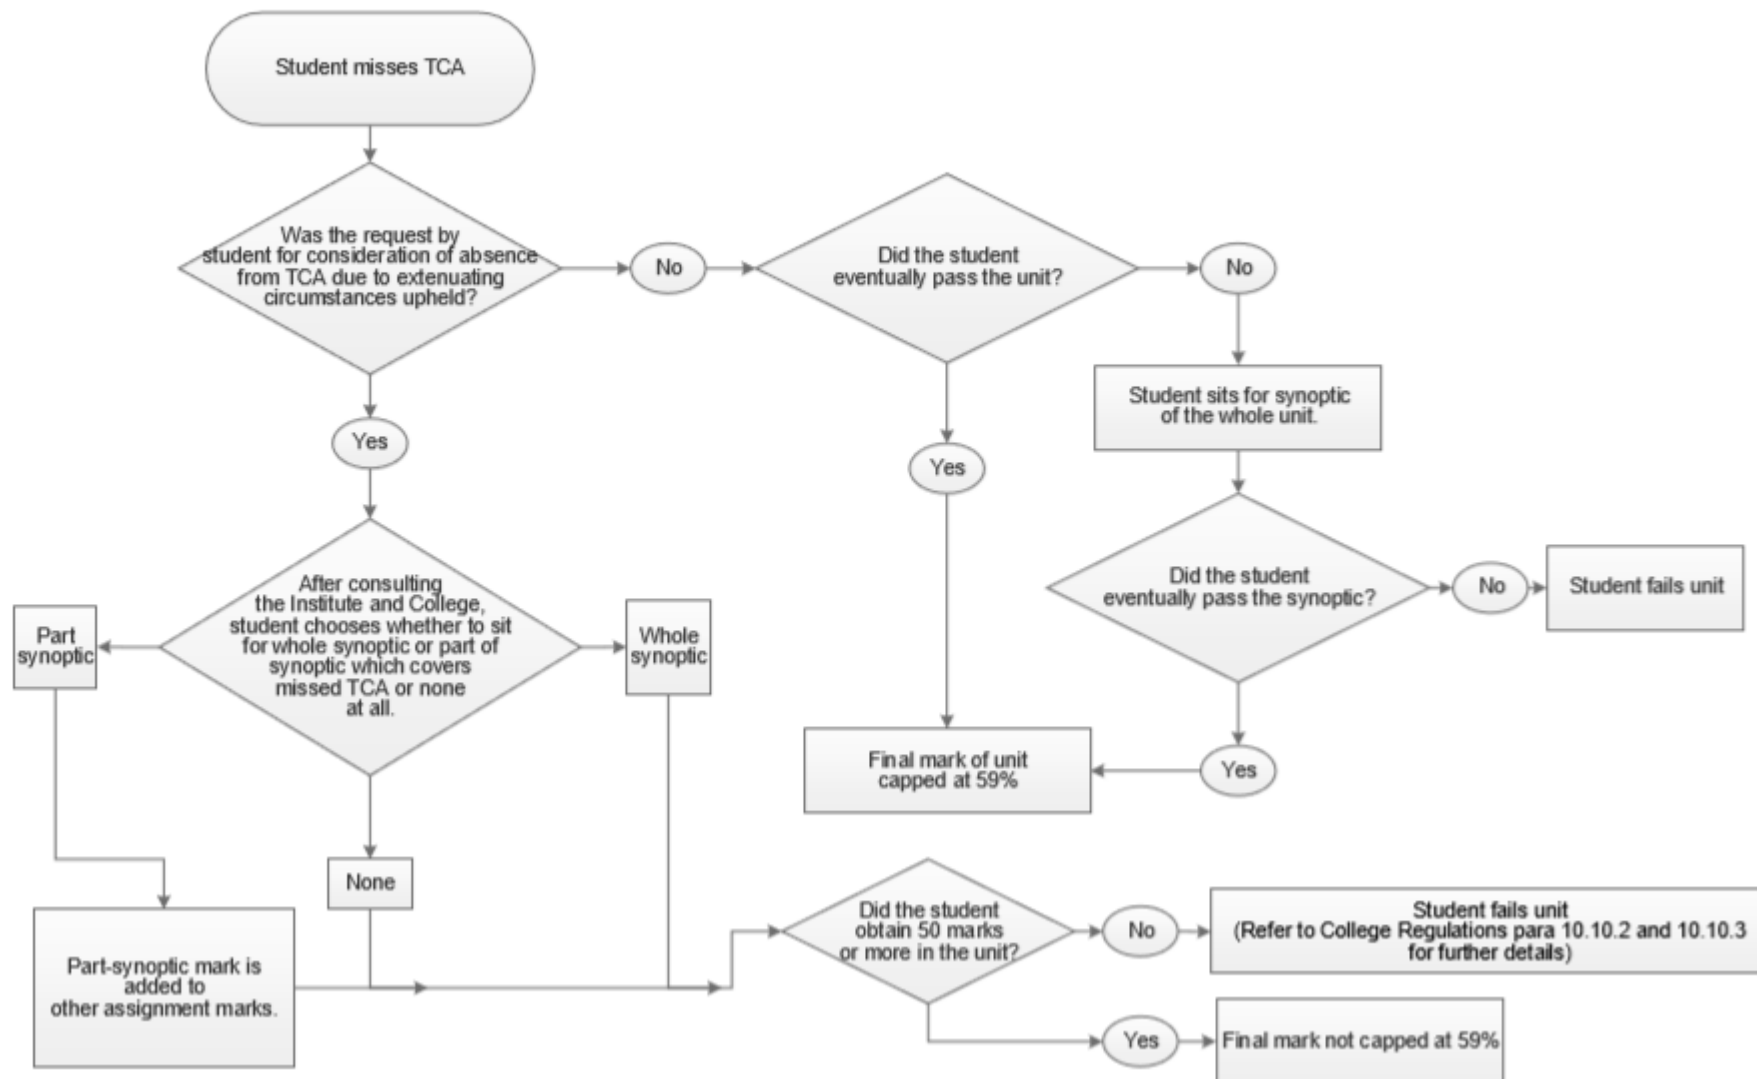 Student misses TCA
Was the request by
student for consideration of absence
from TCA due to extenuating
circumstances upheld?
No
Did the student
eventually pass the unit?
No
Yes
Student sits for synoptic
of the whole unit.
Yes
Did the student
eventually pass the synoptic?
No
Student fails unit
After consulting
the Institute and College,
student chooses whether to sit
for whole synoptic or part of
synoptic which covers
missed TCA or none
at all.
Part
synoptic
Whole
synoptic
Final mark of unit
capped at 59%
Yes
None
Part-synoptic mark is
added to
other assignment marks.
Did the student
obtain 50 marks
or more in the unit?
No
Student fails unit
(Refer to College Regulations para 10.10.2 and 10.10.3
for further details)
Yes
Final mark not capped at 59%